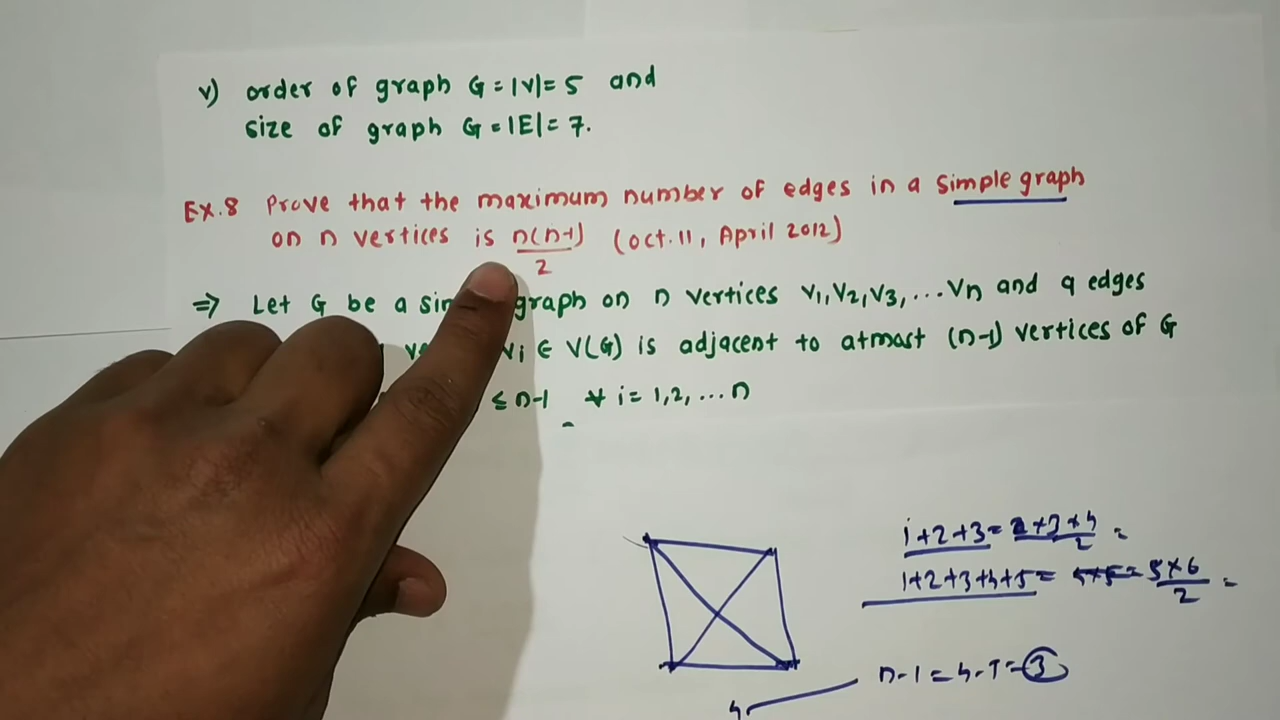 v) order of graph G = |V| = 5 and
size of graph G = |E| = 7.
Ex.8 Prove that the maximum number of edges in a simple graph
on n vertices is n(n-1)/2 (Oct.11, April 2012)
⇒ Let G be a graph on n vertices v1, v2, v3, ... vn and q edges
vi ∈ V(G) is adjacent to atmost (n-1) vertices of G
≤ n-1 ∀ i = 1,2, ... n
1+2+3 = 3×4/2 =
1+2+3+4+5 = 5×6/2 =
n-1 = 4-1 = 3
4